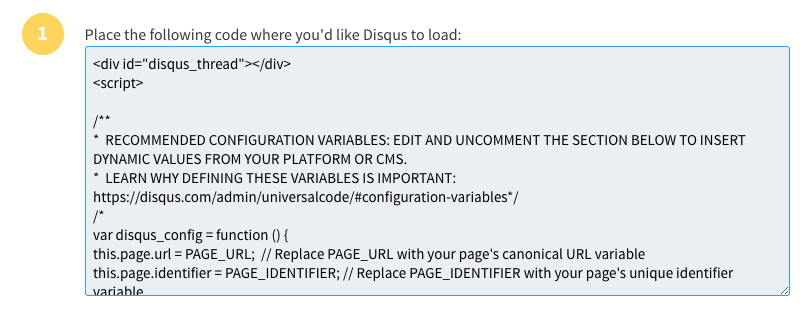 1
Place the following code where you'd like Disqus to load:
<div id="disqus_thread"></div>
<script>
/**
*  RECOMMENDED CONFIGURATION VARIABLES: EDIT AND UNCOMMENT THE SECTION BELOW TO INSERT
DYNAMIC VALUES FROM YOUR PLATFORM OR CMS.
*  LEARN WHY DEFINING THESE VARIABLES IS IMPORTANT:
https://disqus.com/admin/universalcode/#configuration-variables*/
/*
var disqus_config = function () {
this.page.url = PAGE_URL;  // Replace PAGE_URL with your page's canonical URL variable
this.page.identifier = PAGE_IDENTIFIER; // Replace PAGE_IDENTIFIER with your page's unique identifier
variable